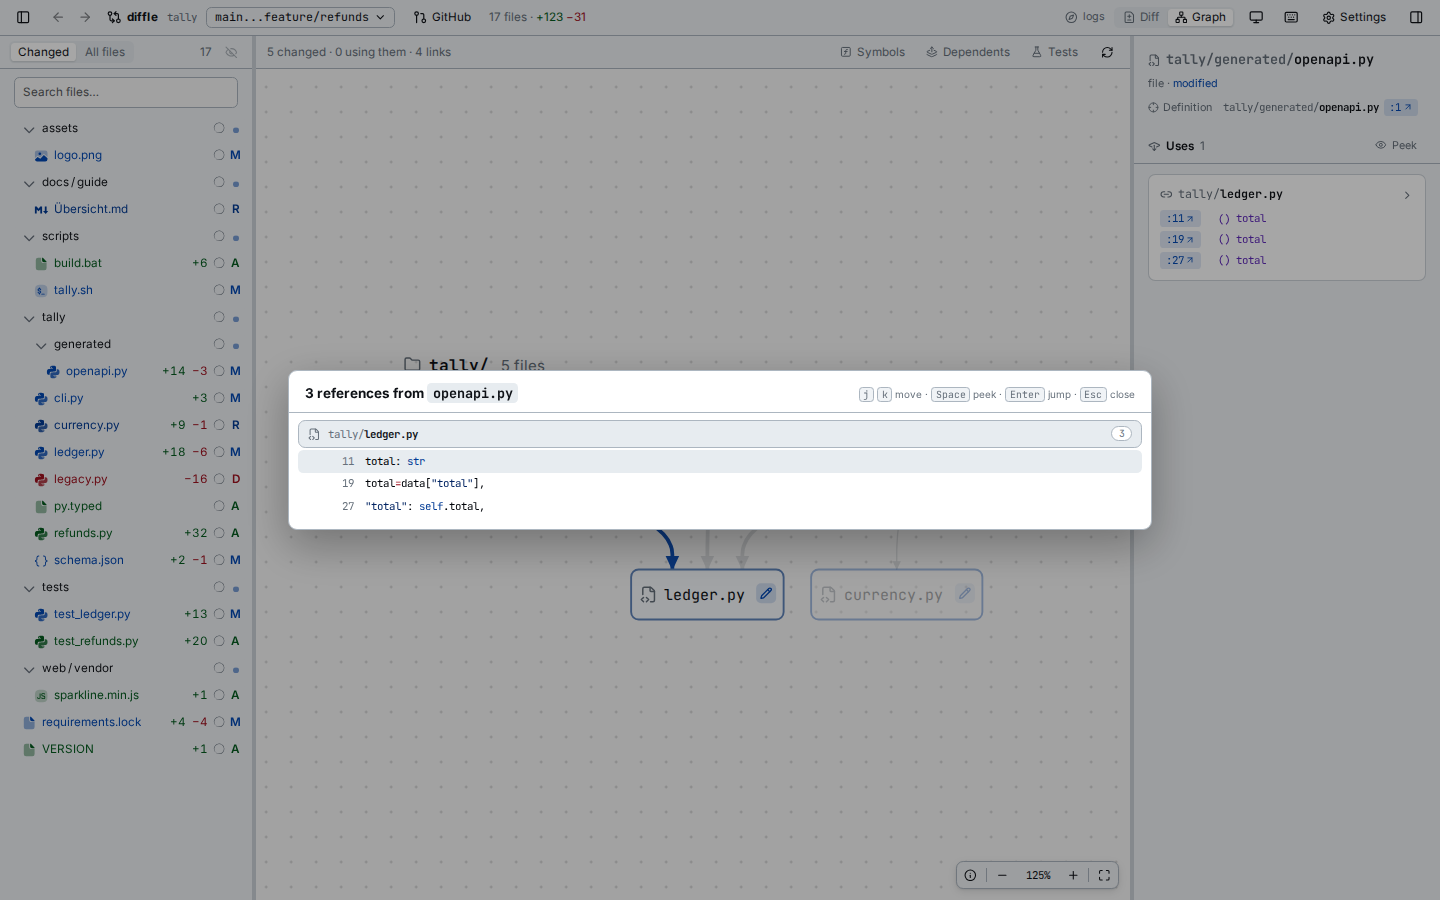 diffle tally main...feature/refunds GitHub 17 files · +123 −31 logs Diff Graph Settings
Changed All files 17
Search files...
assets
logo.png M
docs/guide
Übersicht.md R
scripts
build.bat +6 A
tally.sh M
tally
generated
openapi.py +14 −3 M
cli.py +3 M
currency.py +9 −1 R
ledger.py +18 −6 M
legacy.py −16 D
py.typed A
refunds.py +32 A
schema.json +2 −1 M
tests
test_ledger.py +13 M
test_refunds.py +20 A
web/vendor
sparkline.min.js +1 A
requirements.lock +4 −4 M
VERSION +1 A
5 changed · 0 using them · 4 links Symbols Dependents Tests
tally/ 5 files
3 references from openapi.py j k move · Space peek · Enter jump · Esc close
tally/ledger.py 3
11 total: str
19 total=data["total"],
27 "total": self.total,
ledger.py
currency.py
125%
tally/generated/openapi.py
file · modified
Definition tally/generated/openapi.py :1
Uses 1 Peek
tally/ledger.py
:11 () total
:19 () total
:27 () total